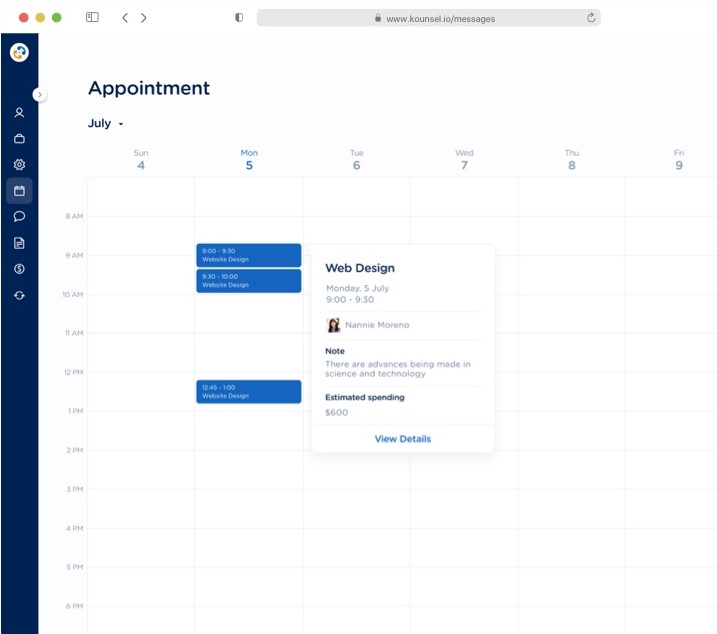 www.kounsel.io/messages
Appointment
July
Sun Mon Tue Wed Thu Fri
4 5 6 7 8 9
8 AM
9 AM
10 AM
11 AM
12 PM
1 PM
2 PM
3 PM
4 PM
5 PM
6 PM
9:00 - 9:30
Website Design
9:30 - 10:00
Website Design
12:45 - 1:00
Website Design
Web Design
Monday, 5 July
9:00 - 9:30
Nannie Moreno
Note
There are advances being made in
science and technology
Estimated spending
$600
View Details